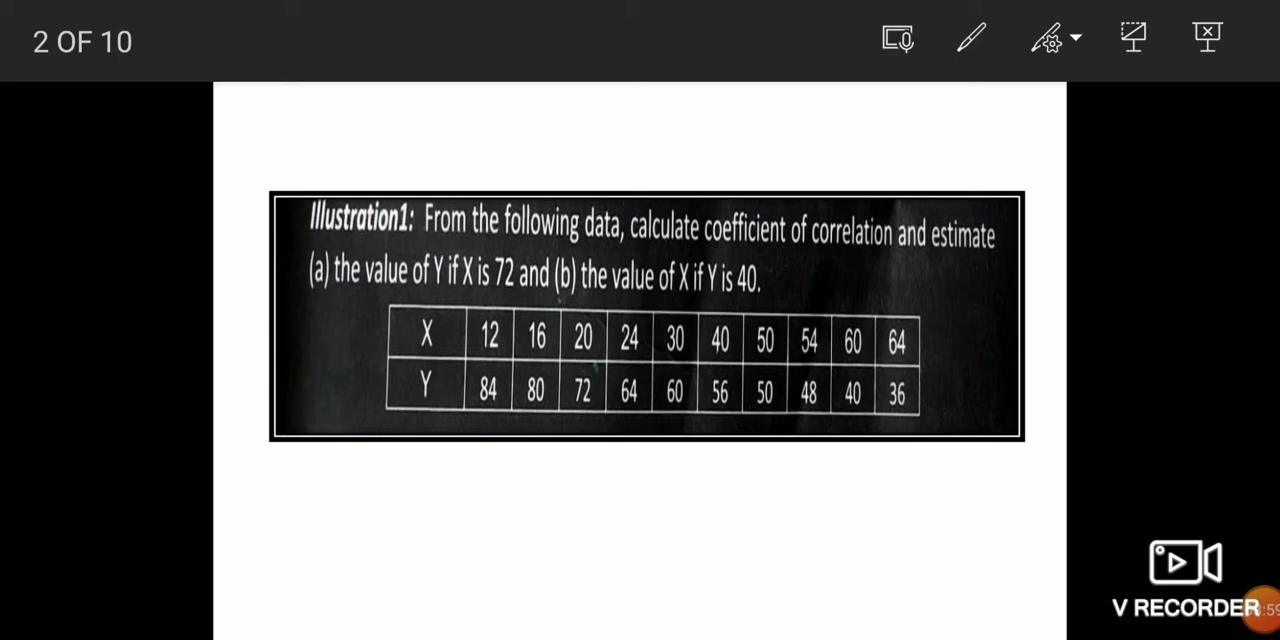 2 OF 10
Illustration1: From the following data, calculate coefficient of correlation and estimate
(a) the value of Y if X is 72 and (b) the value of X if Y is 40.
X 12 16 20 24 30 40 50 54 60 64
Y 84 80 72 64 60 56 50 48 40 36
V RECORDER